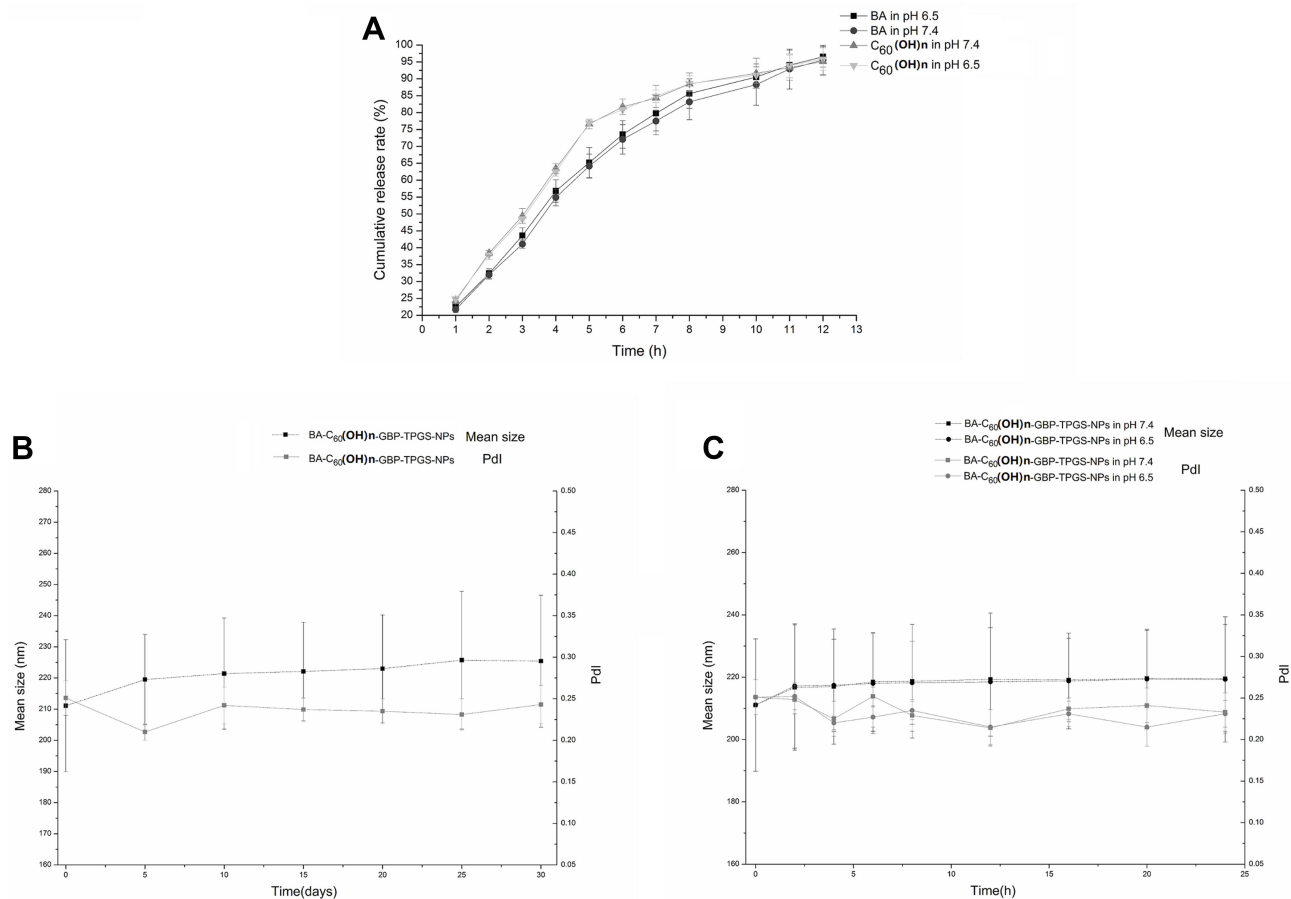 A
BA in pH 6.5
BA in pH 7.4
C60(OH)n in pH 7.4
C60(OH)n in pH 6.5
Cumulative release rate (%)
100
95
90
85
80
75
70
65
60
55
50
45
40
35
30
25
20
0 1 2 3 4 5 6 7 8 10 11 12 13
Time (h)
B
BA-C60(OH)n-GBP-TPGS-NPs Mean size
BA-C60(OH)n-GBP-TPGS-NPs PdI
Mean size (nm)
280
270
260
250
240
230
220
210
200
190
180
170
160
0.50
0.45
0.40
0.35
0.30
0.25
0.20
0.15
0.10
0.05
PdI
0 5 10 15 20 25 30
Time(days)
C
BA-C60(OH)n-GBP-TPGS-NPs in pH 7.4
BA-C60(OH)n-GBP-TPGS-NPs in pH 6.5
Mean size
BA-C60(OH)n-GBP-TPGS-NPs in pH 7.4
BA-C60(OH)n-GBP-TPGS-NPs in pH 6.5
PdI
Mean size (nm)
280
260
240
220
200
180
160
0.50
0.45
0.40
0.35
0.30
0.25
0.20
0.15
0.10
0.05
PdI
0 5 10 15 20 25
Time(h)